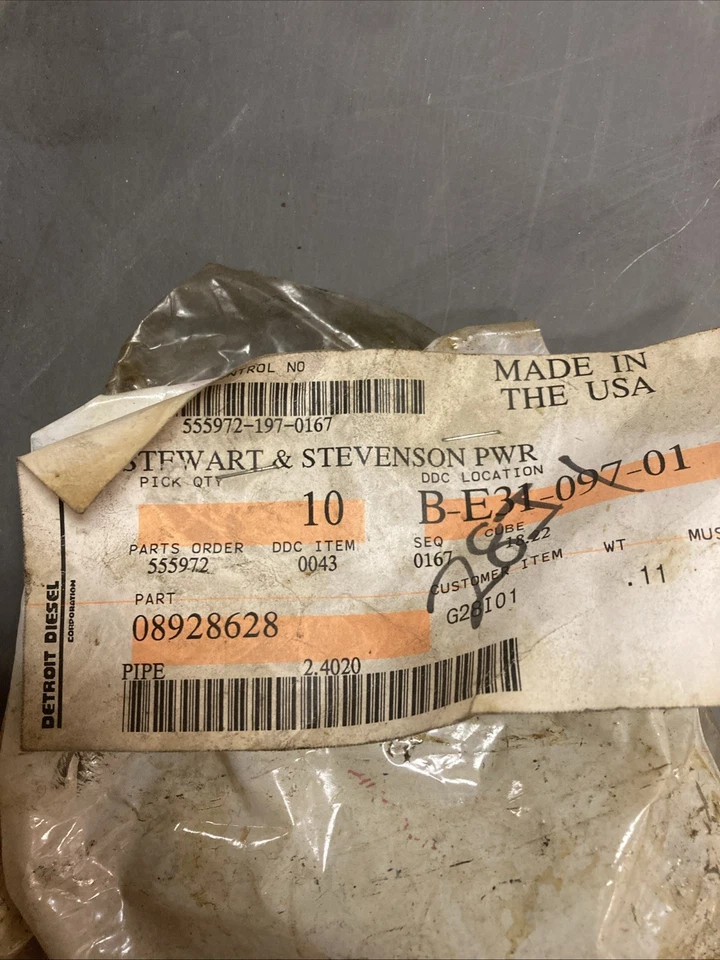 NTROL NO
555972-197-0167
MADE IN
THE USA
STEWART & STEVENSON PWR
PICK QTY
10
DDC LOCATION
B-E31-097-01
PARTS ORDER
555972
DDC ITEM
0043
SEQ
0167
CUBE
18.22
CUSTOMER ITEM
G28I01
WT
.11
MUS
PART
08928628
PIPE 2.4020
DETROIT DIESEL
CORPORATION